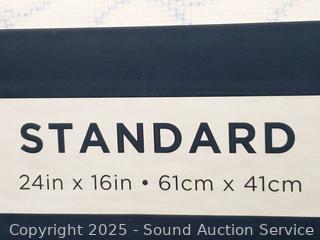 STANDARD
24in x 16in • 61cm x 41cm
Copyright 2025 - Sound Auction Service